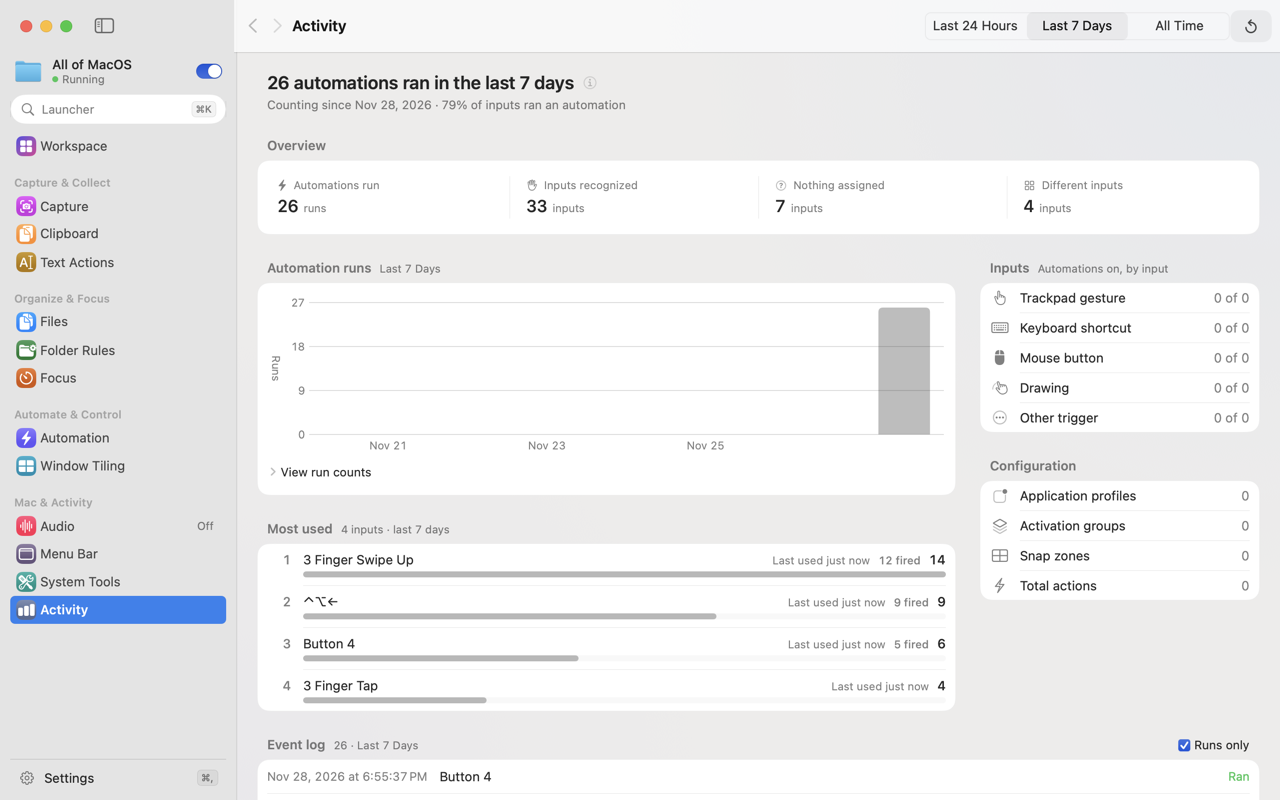 Activity
Last 24 Hours
Last 7 Days
All Time
All of MacOS
Running
Launcher ⌘K
Workspace
Capture & Collect
Capture
Clipboard
Text Actions
Organize & Focus
Files
Folder Rules
Focus
Automate & Control
Automation
Window Tiling
Mac & Activity
Audio Off
Menu Bar
System Tools
Activity
Settings ⌘,
26 automations ran in the last 7 days
Counting since Nov 28, 2026 · 79% of inputs ran an automation
Overview
Automations run
26 runs
Inputs recognized
33 inputs
Nothing assigned
7 inputs
Different inputs
4 inputs
Automation runs Last 7 Days
27
18
9
0
Runs
Nov 21 Nov 23 Nov 25
View run counts
Inputs Automations on, by input
Trackpad gesture 0 of 0
Keyboard shortcut 0 of 0
Mouse button 0 of 0
Drawing 0 of 0
Other trigger 0 of 0
Configuration
Application profiles 0
Activation groups 0
Snap zones 0
Total actions 0
Most used 4 inputs · last 7 days
1 3 Finger Swipe Up Last used just now 12 fired 14
2 ^⌥← Last used just now 9 fired 9
3 Button 4 Last used just now 5 fired 6
4 3 Finger Tap Last used just now 4
Event log 26 · Last 7 Days
Runs only
Nov 28, 2026 at 6:55:37 PM Button 4 Ran